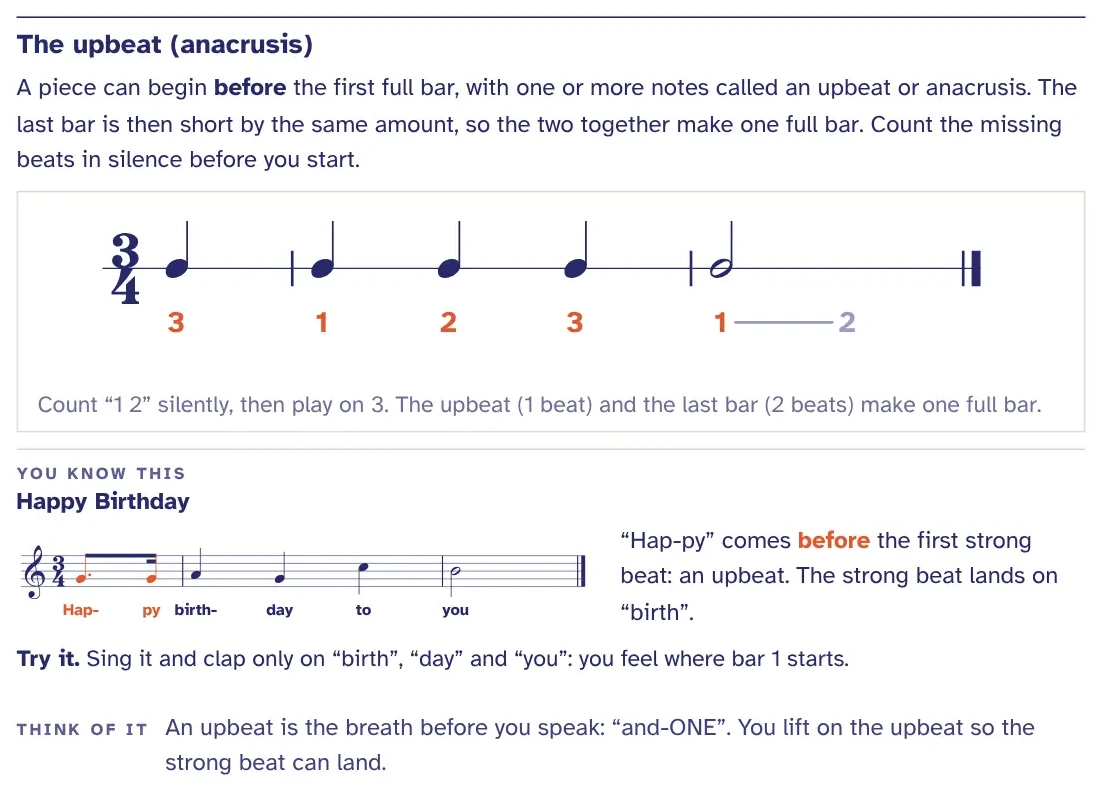 The upbeat (anacrusis)
A piece can begin before the first full bar, with one or more notes called an upbeat or anacrusis. The
last bar is then short by the same amount, so the two together make one full bar. Count the missing
beats in silence before you start.
3
4
3 1 2 3 1 2
Count “1 2” silently, then play on 3. The upbeat (1 beat) and the last bar (2 beats) make one full bar.
YOU KNOW THIS
Happy Birthday
3
4
Hap- py birth- day to you
“Hap-py” comes before the first strong
beat: an upbeat. The strong beat lands on
“birth”.
Try it. Sing it and clap only on “birth”, “day” and “you”: you feel where bar 1 starts.
THINK OF IT An upbeat is the breath before you speak: “and-ONE”. You lift on the upbeat so the
strong beat can land.